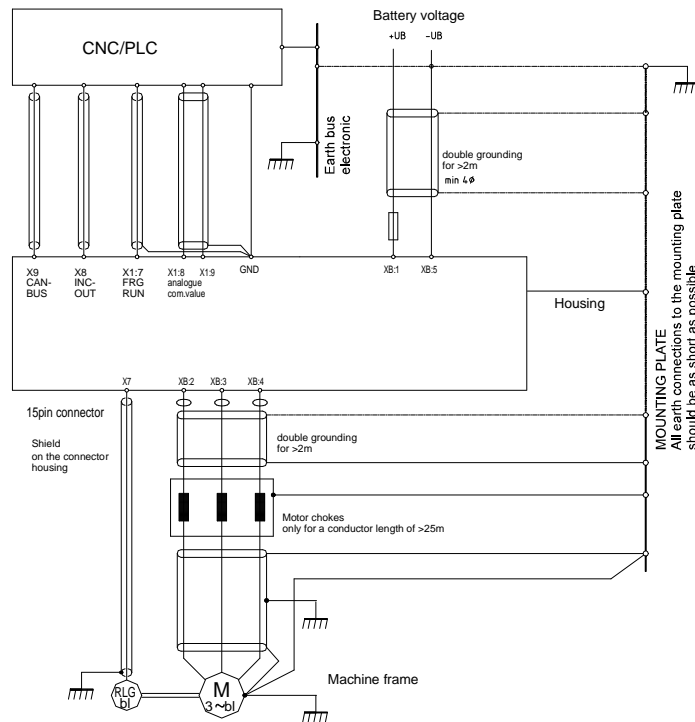 Battery voltage
+UB
-UB
CNC/PLC
Earth bus
electronic
double grounding
for >2m
min 4ϕ
X9
CAN-
BUS
X8
INC-
OUT
X1:7
FRG
RUN
X1:8
X1:9
analogue
com.value
GND
XB:1
XB:5
Housing
MOUNTING PLATE
All earth connections to the mounting plate
should be as short as possible
X7
XB:2
XB:3
XB:4
15pin connector
Shield
on the connector
housing
double grounding
for >2m
Motor chokes
only for a conductor length of >25m
RLG
bl
M
3~bl
Machine frame